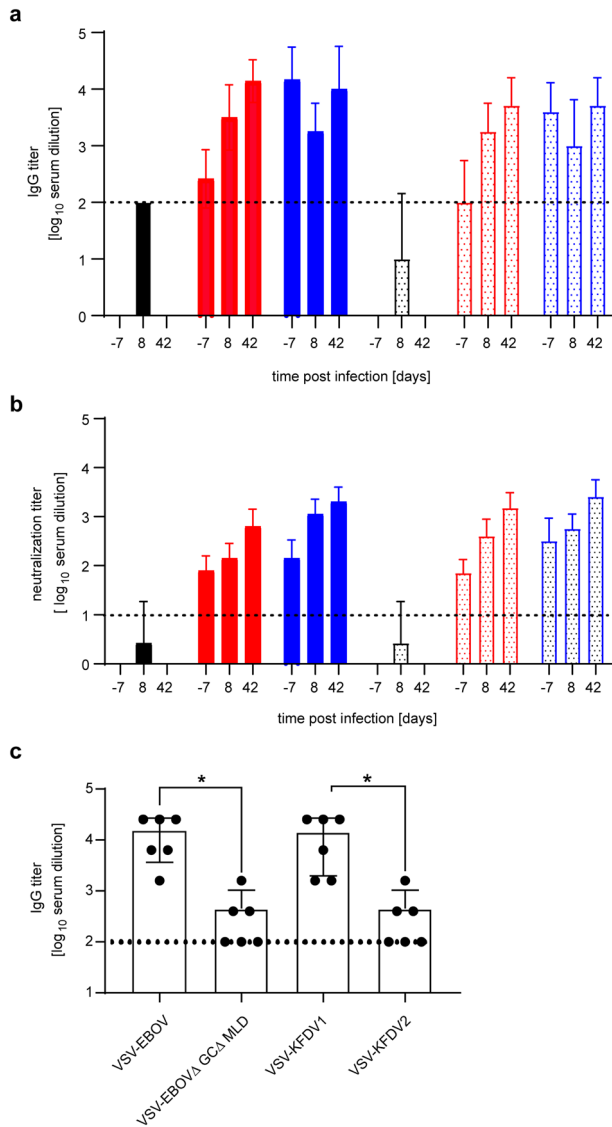 a
5
4
3
2
1
0
IgG titer
[log10 serum dilution]
-7 8 42 -7 8 42 -7 8 42 -7 8 42 -7 8 42 -7 8 42
time post infection [days]
b
5
4
3
2
1
0
neutralization titer
[ log10 serum dilution]
-7 8 42 -7 8 42 -7 8 42 -7 8 42 -7 8 42 -7 8 42
time post infection [days]
c
5
4
3
2
1
IgG titer
[log10 serum dilution]
* *
VSV-EBOV
VSV-EBOVΔ GCΔ MLD
VSV-KFDV1
VSV-KFDV2